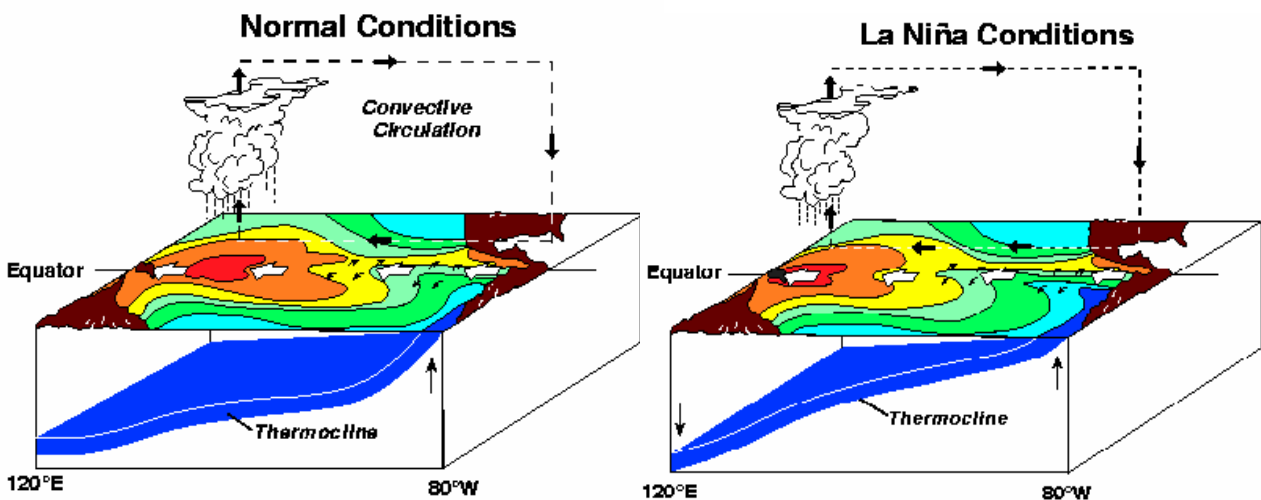 Normal Conditions
Convective
Circulation
Equator
Thermocline
120°E
80°W
La Niña Conditions
Equator
Thermocline
120°E
80°W